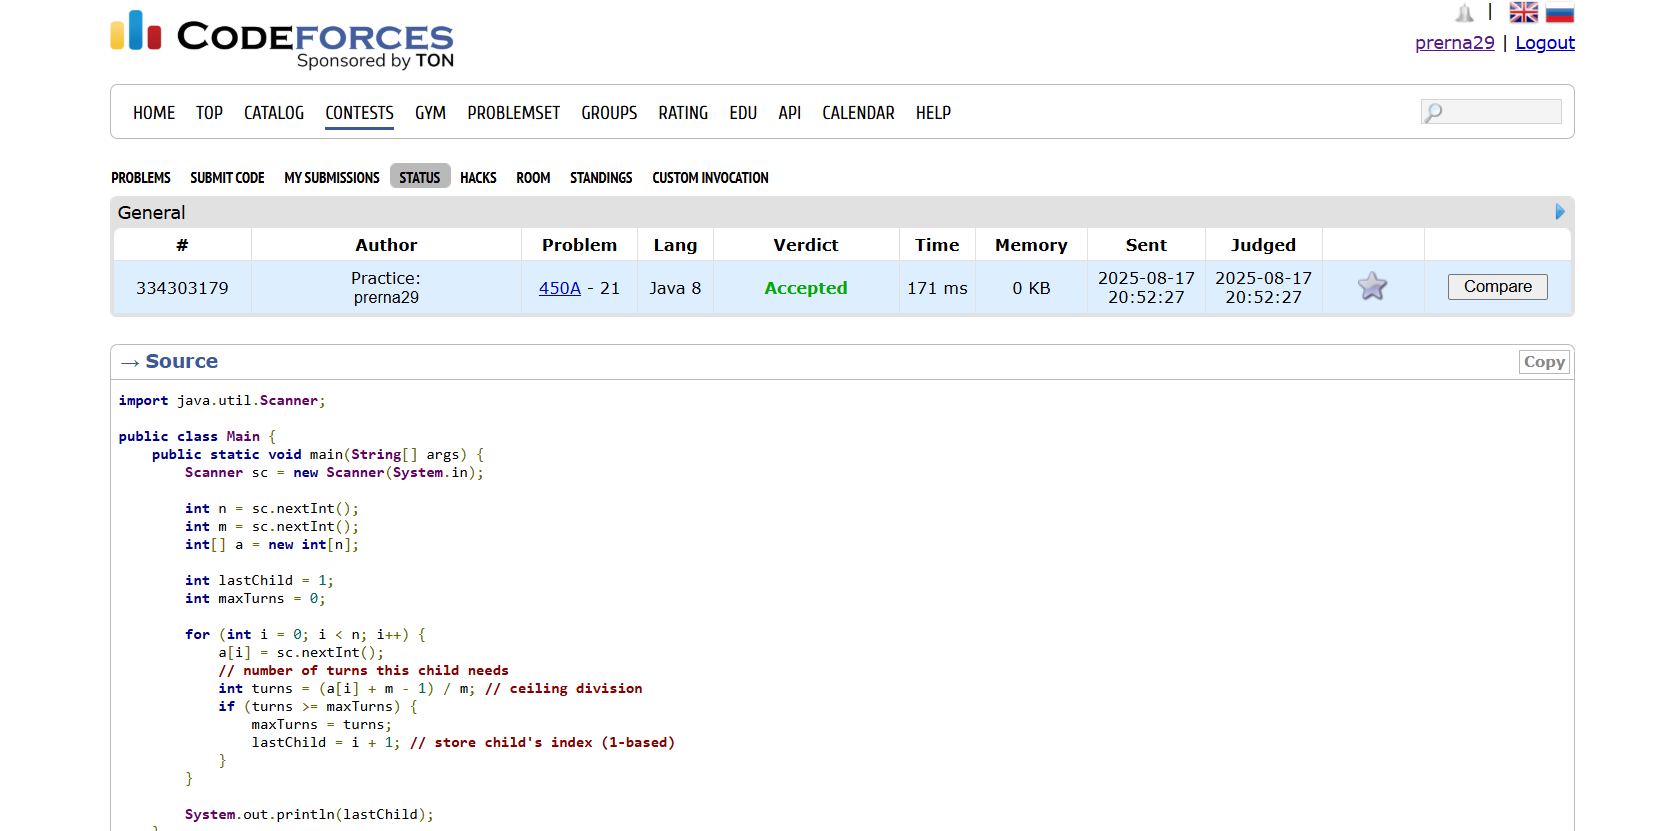 CODEFORCES
Sponsored by TON
|
prerna29 | Logout
HOME TOP CATALOG CONTESTS GYM PROBLEMSET GROUPS RATING EDU API CALENDAR HELP
PROBLEMS SUBMIT CODE MY SUBMISSIONS STATUS HACKS ROOM STANDINGS CUSTOM INVOCATION
General
# Author Problem Lang Verdict Time Memory Sent Judged
334303179 Practice: prerna29 450A - 21 Java 8 Accepted 171 ms 0 KB 2025-08-17 20:52:27 2025-08-17 20:52:27 Compare
→ Source Copy
import java.util.Scanner;
public class Main {
    public static void main(String[] args) {
        Scanner sc = new Scanner(System.in);
        int n = sc.nextInt();
        int m = sc.nextInt();
        int[] a = new int[n];
        int lastChild = 1;
        int maxTurns = 0;
        for (int i = 0; i < n; i++) {
            a[i] = sc.nextInt();
            // number of turns this child needs
            int turns = (a[i] + m - 1) / m; // ceiling division
            if (turns >= maxTurns) {
                maxTurns = turns;
                lastChild = i + 1; // store child's index (1-based)
            }
        }
        System.out.println(lastChild);